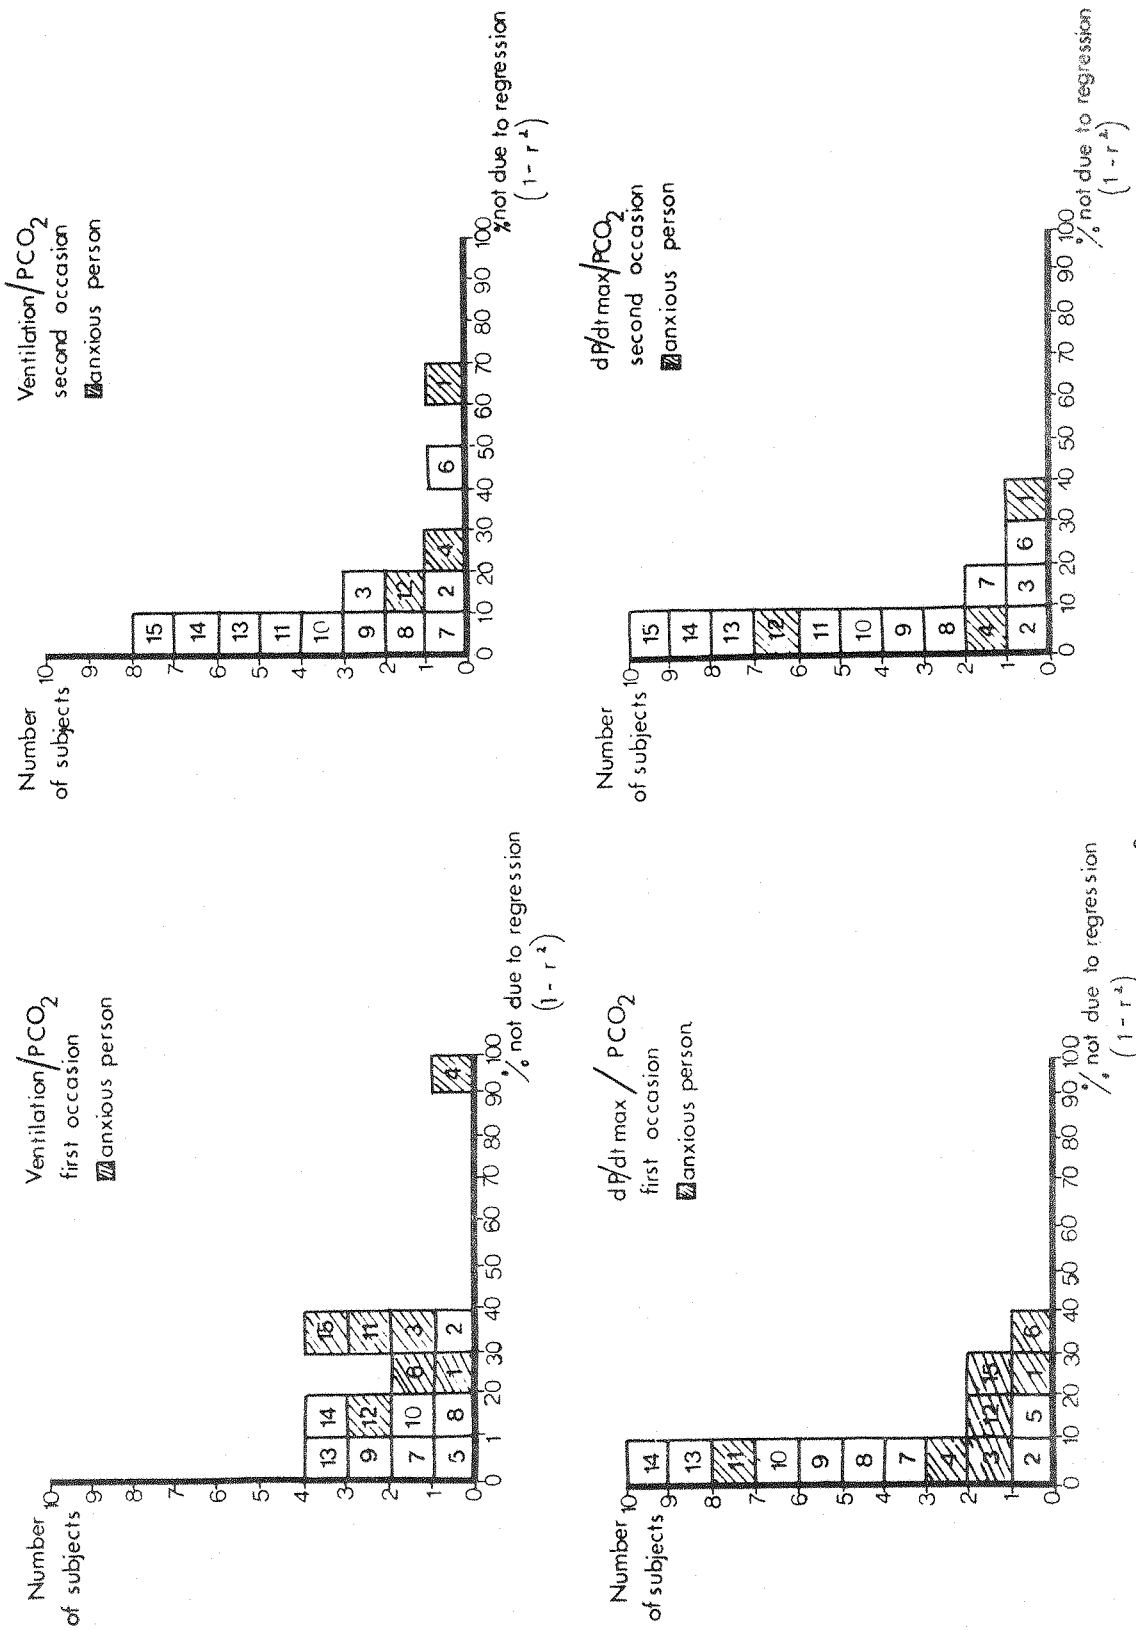 Number
of subjects
Ventilation/PCO2
first occasion
anxious person
10
9
8
7
6
5
4
3
2
1
0
13 14 15
9 12 11
7 10 6 3
5 8 1 2 4
0 1 20 30 40 50 60 70 80 90 100
% not due to regression
(1 - r²)
Number
of subjects
Ventilation/PCO2
second occasion
anxious person
10
9
8
7
6
5
4
3
2
1
0
15
14
13
11
10
9 3
8 12
7 2 4 6 1
0 10 20 30 40 50 60 70 80 90 100
% not due to regression
(1 - r²)
Number
of subjects
dP/dt max / PCO2
first occasion
anxious person
10
9
8
7
6
5
4
3
2
1
0
14
13
11
10
9
8
7
4
3 12 15
2 5 1 6
0 10 20 30 40 50 60 70 80 90 100
% not due to regression
(1 - r²)
Number
of subjects
dP/dt max/PCO2
second occasion
anxious person
10
9
8
7
6
5
4
3
2
1
0
15
14
13
12
11
10
9
8
4 7
2 3 6 1
0 10 20 30 40 50 60 70 80 90 100
% not due to regression
(1 - r²)